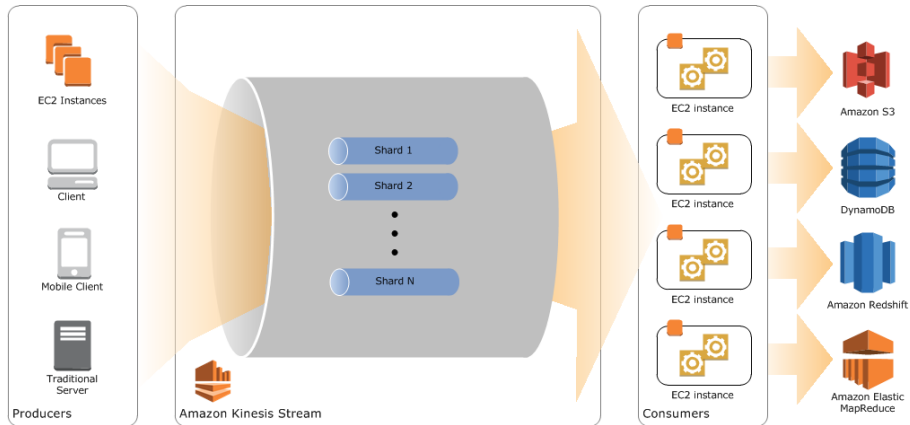 EC2 Instances
Client
Mobile Client
Traditional
Server
Producers
Shard 1
Shard 2
Shard N
Amazon Kinesis Stream
EC2 instance
EC2 instance
EC2 instance
EC2 instance
Consumers
Amazon S3
DynamoDB
Amazon Redshift
Amazon Elastic
MapReduce